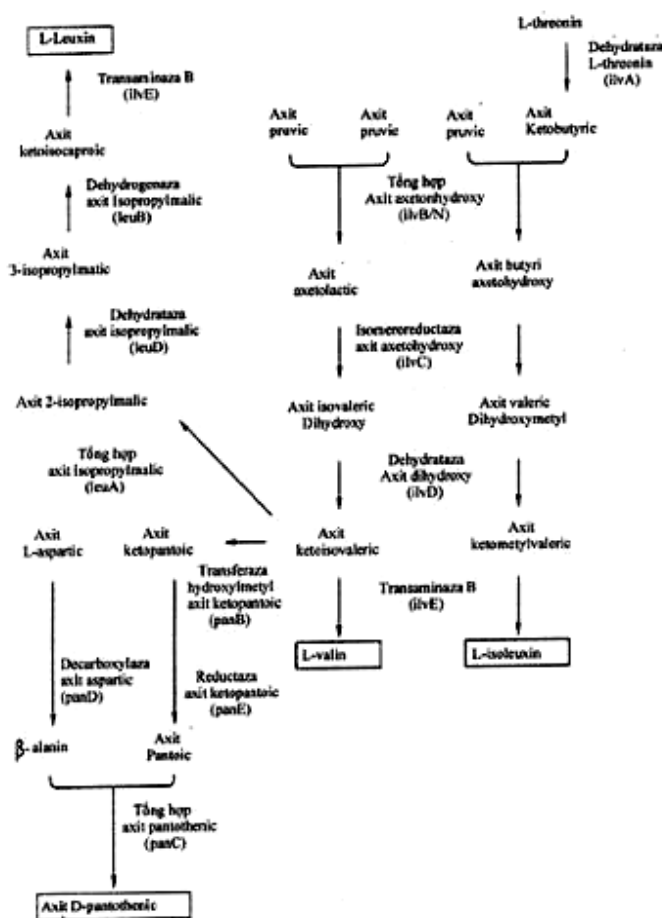 L-Leuxin
Transaminaza B
(ilvE)
Axit
ketoisocaproic
Dehydrogenaza
axit Isopropylmalic
(leuB)
Axit
3-isopropylmatic
Dehydrataza
axit isopropylmalic
(leuD)
Axit 2-isopropylmalic
Tổng hợp
axit isopropylmalic
(leuA)
L-threonin
Dehydrataza
L-threonin
(ilvA)
Axit
pruvic
Axit
pruvic
Axit
pruvic
Axit
Ketobutyric
Tổng hợp
Axit axetonhydroxy
(ilvB/N)
Axit
axetolactic
Axit butyri
axetohydroxy
Isomeroreductaza
axit axetohydroxy
(ilvC)
Axit isovaleric
Dihydroxy
Axit valeric
Dihydroxymetyl
Dehydrataza
Axit dihydroxy
(ilvD)
Axit
L-aspartic
Axit
ketopantoic
Axit
ketoisovaleric
Axit
ketometylvaleric
Transferaza
hydroxylmetyl
axit ketopantoic
(panB)
Transaminaza B
(ilvE)
L-valin
L-isoleuxin
Decarboxylaza
axit aspartic
(panD)
Reductaza
axit ketopantoic
(panE)
β-alanin
Axit
Pantoic
Tổng hợp
axit pantothenic
(panC)
Axit D-pantothenic